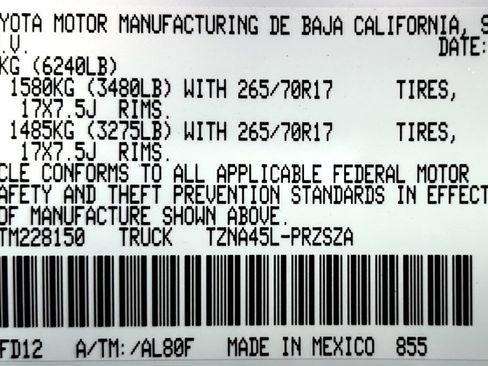 YOTA MOTOR MANUFACTURING DE BAJA CALIFORNIA, S
.V. DATE:
KG (6240LB)
1580KG (3480LB) WITH 265/70R17 TIRES,
17X7.5J RIMS.
1485KG (3275LB) WITH 265/70R17 TIRES,
17X7.5J RIMS.
CLE CONFORMS TO ALL APPLICABLE FEDERAL MOTOR
AFETY AND THEFT PREVENTION STANDARDS IN EFFECT
OF MANUFACTURE SHOWN ABOVE.
TM228150 TRUCK TZNA45L-PRZSZA
FD12 A/TM:/AL80F MADE IN MEXICO 855